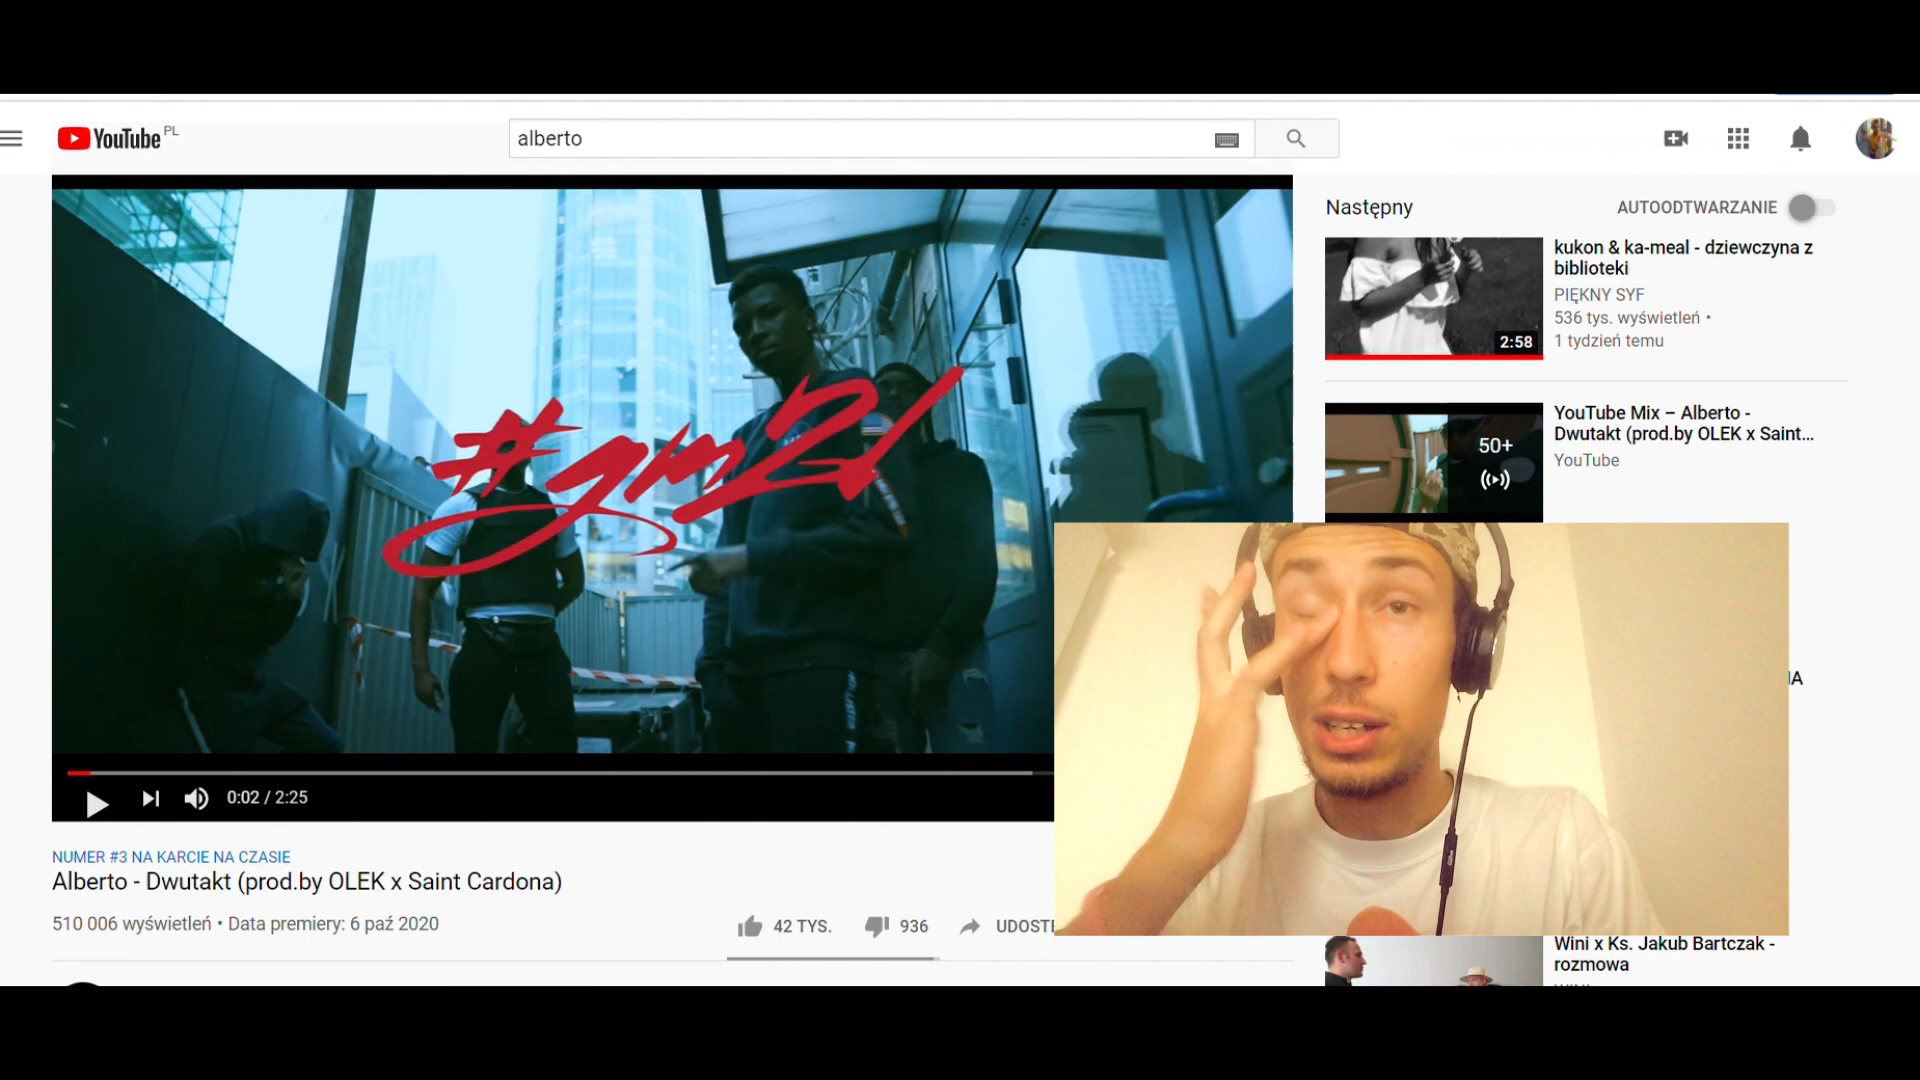 YouTube PL
alberto
#gm2l
0:02 / 2:25
NUMER #3 NA KARCIE NA CZASIE
Alberto - Dwutakt (prod.by OLEK x Saint Cardona)
510 006 wyświetleń • Data premiery: 6 paź 2020
42 TYS.
936
UDOSTĘ
Następny
AUTOODTWARZANIE
2:58
kukon & ka-meal - dziewczyna z
biblioteki
PIĘKNY SYF
536 tys. wyświetleń •
1 tydzień temu
50+
YouTube Mix – Alberto -
Dwutakt (prod.by OLEK x Saint...
YouTube
Wini x Ks. Jakub Bartczak -
rozmowa